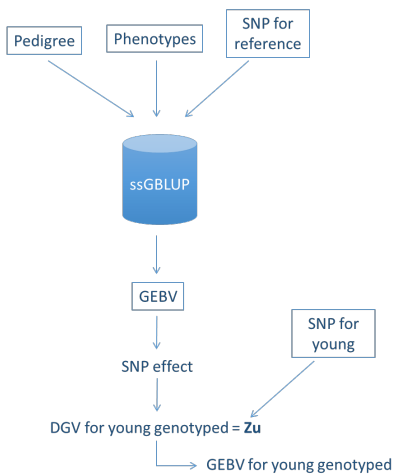 Pedigree
Phenotypes
SNP for
reference
ssGBLUP
GEBV
SNP effect
SNP for
young
DGV for young genotyped = Zu
GEBV for young genotyped